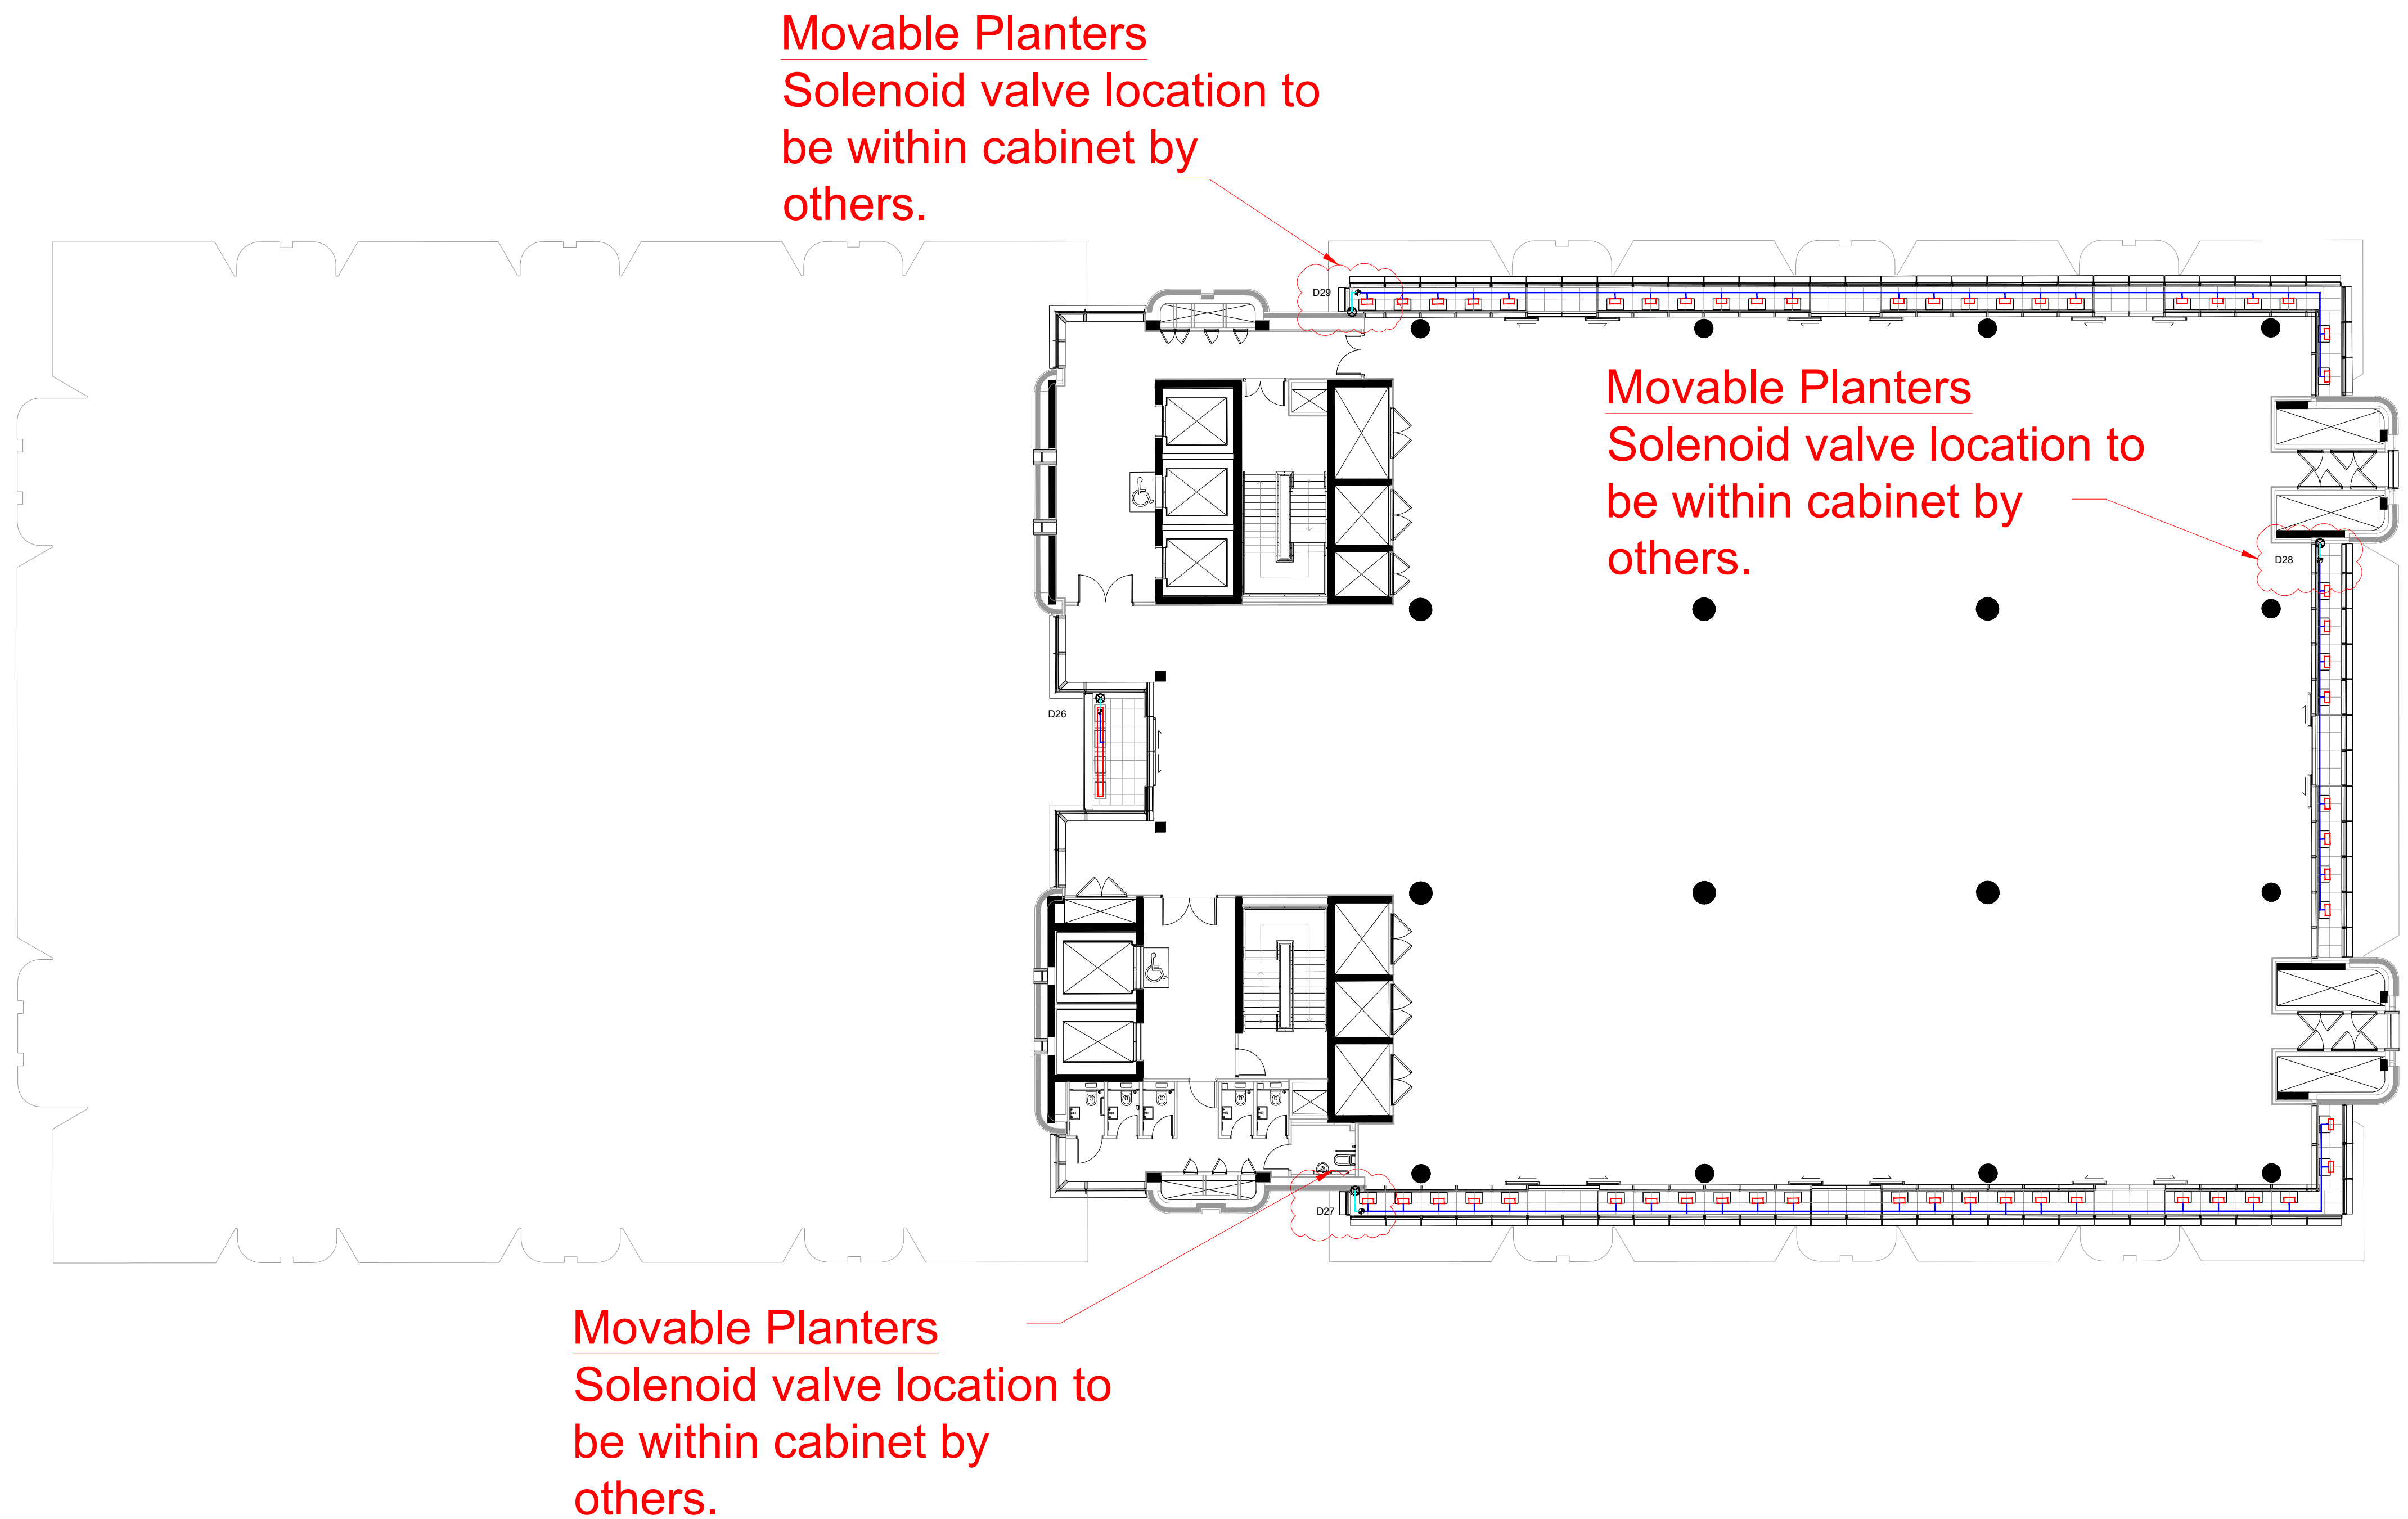 Movable Planters
Solenoid valve location to
be within cabinet by
others.
D29
Movable Planters
Solenoid valve location to
be within cabinet by
others.
D28
D26
D27
Movable Planters
Solenoid valve location to
be within cabinet by
others.